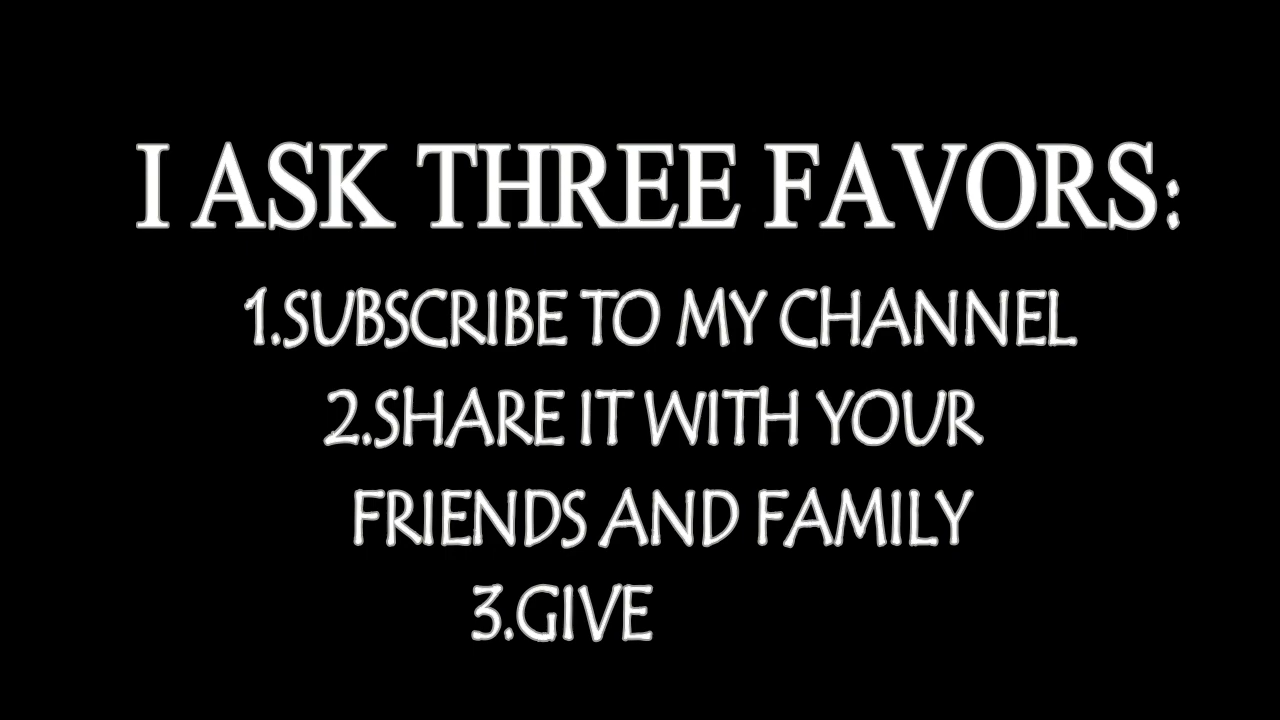 I ASK THREE FAVORS:
1.SUBSCRIBE TO MY CHANNEL
2.SHARE IT WITH YOUR
FRIENDS AND FAMILY
3.GIVE